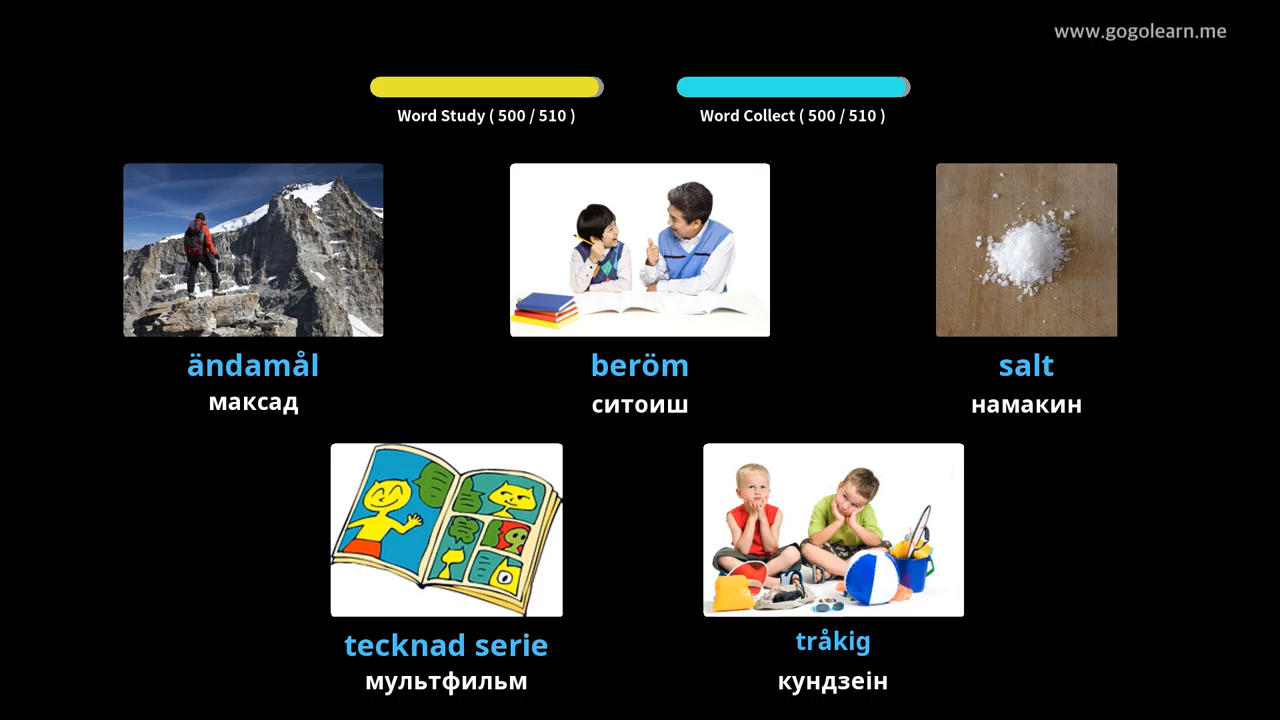 www.gogolearn.me
Word Study ( 500 / 510 )
Word Collect ( 500 / 510 )
ändamål
максад
beröm
ситоиш
salt
намакин
tecknad serie
мультфильм
tråkig
кундзеін